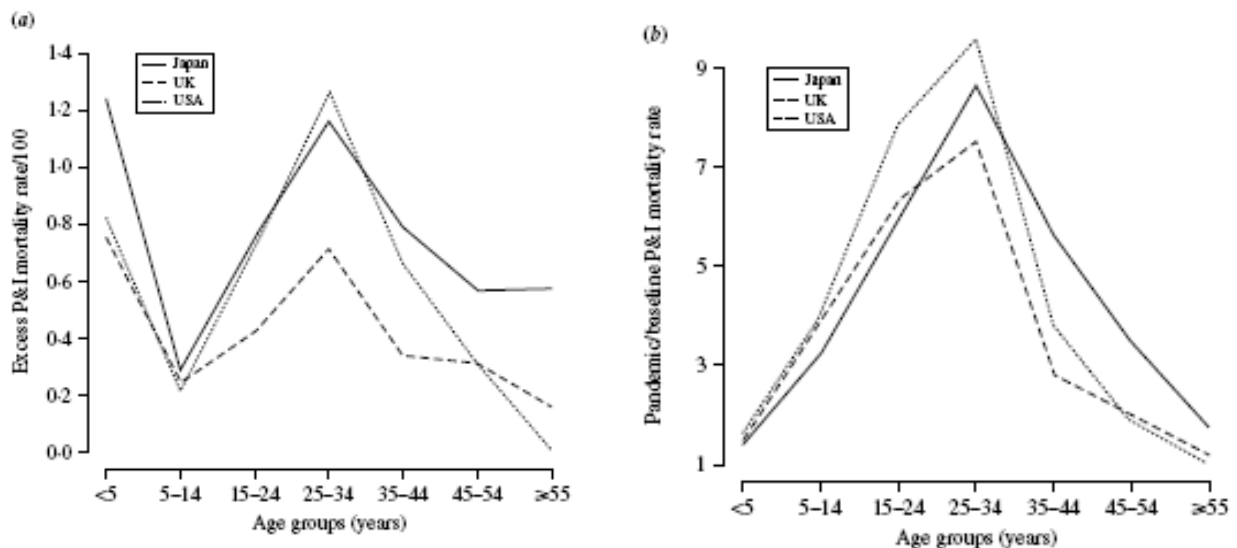 (a)
1·4
1·2
1·0
0·8
0·6
0·4
0·2
0·0
Excess P&I mortality rate/100
Japan
UK
USA
<5 5–14 15–24 25–34 35–44 45–54 ≥55
Age groups (years)
(b)
9
7
5
3
1
Pandemic/baseline P&I mortality rate
Japan
UK
USA
<5 5–14 15–24 25–34 35–44 45–54 ≥55
Age groups (years)